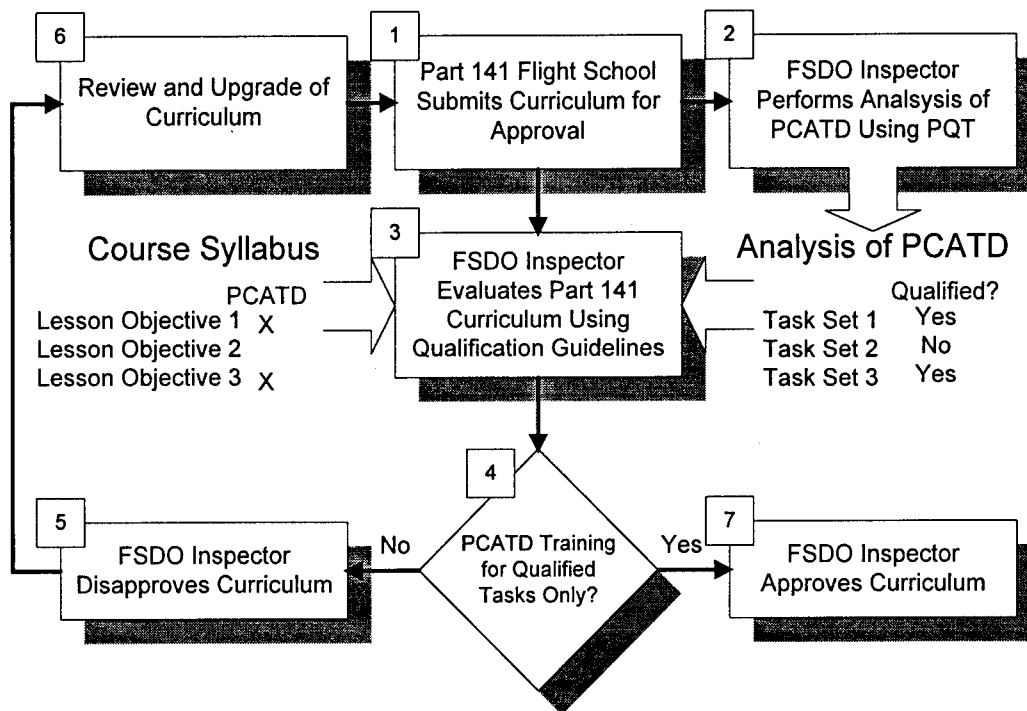 6
Review and Upgrade of
Curriculum
1
Part 141 Flight School
Submits Curriculum for
Approval
2
FSDO Inspector
Performs Analsysis of
PCATD Using PQT
Course Syllabus
PCATD
Lesson Objective 1 X
Lesson Objective 2
Lesson Objective 3 X
3
FSDO Inspector
Evaluates Part 141
Curriculum Using
Qualification Guidelines
Analysis of PCATD
Qualified?
Task Set 1 Yes
Task Set 2 No
Task Set 3 Yes
4
PCATD Training
for Qualified
Tasks Only?
No
Yes
5
FSDO Inspector
Disapproves Curriculum
7
FSDO Inspector
Approves Curriculum